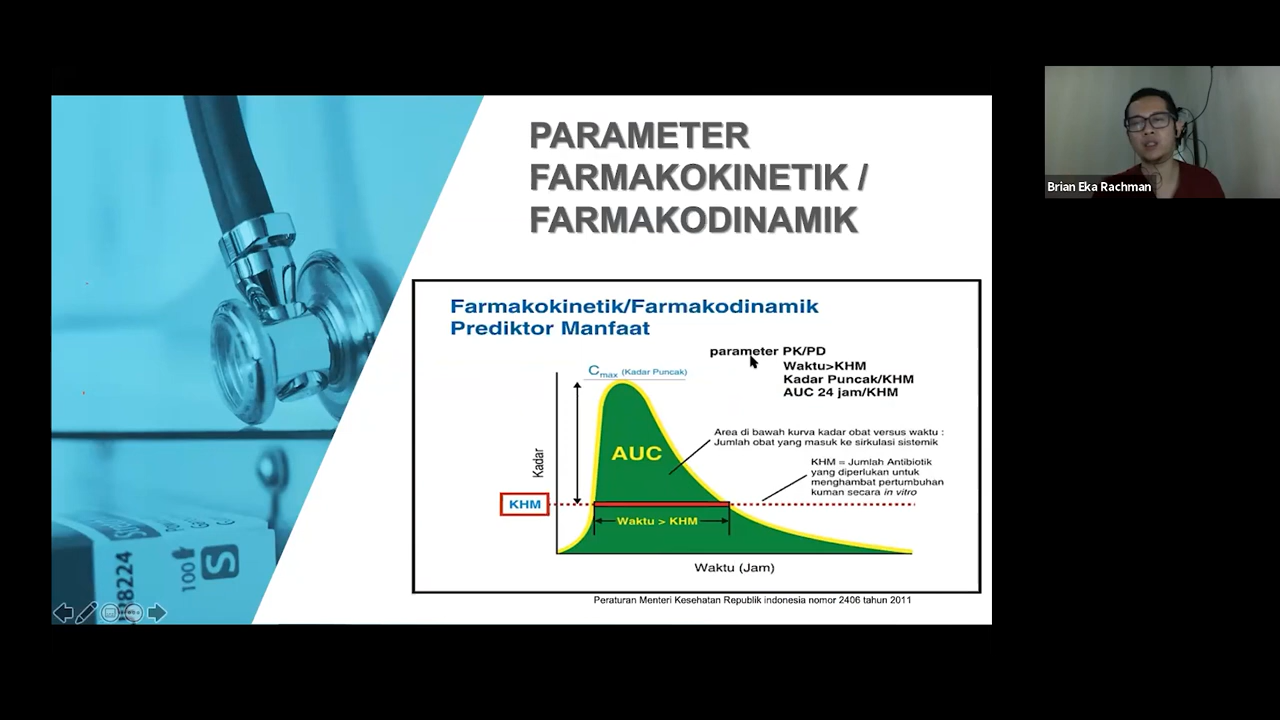 PARAMETER
FARMAKOKINETIK /
FARMAKODINAMIK
Brian Eka Rachman
Farmakokinetik/Farmakodinamik
Prediktor Manfaat
parameter PK/PD
Waktu>KHM
Kadar Puncak/KHM
AUC 24 jam/KHM
Cmax (Kadar Puncak)
Area di bawah kurva kadar obat versus waktu :
Jumlah obat yang masuk ke sirkulasi sistemik
AUC
Kadar
KHM = Jumlah Antibiotik
yang diperlukan untuk
menghambat pertumbuhan
kuman secara in vitro
KHM
Waktu > KHM
Waktu (Jam)
Peraturan Menteri Kesehatan Republik indonesia nomor 2406 tahun 2011
100
S